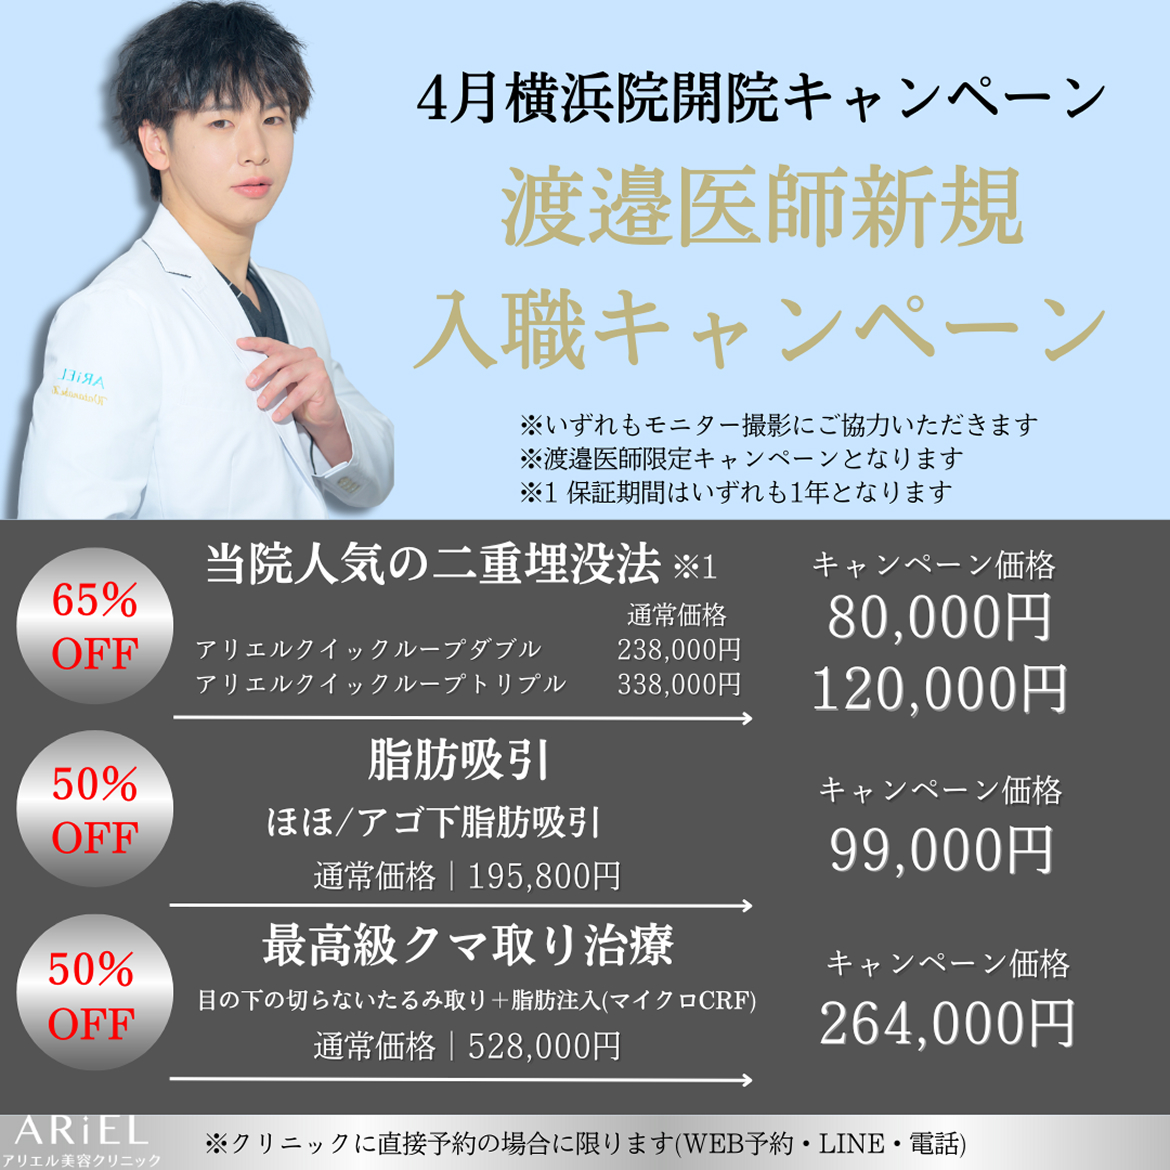 4月横浜院開院キャンペーン
渡邉医師新規
入職キャンペーン
※いずれもモニター撮影にご協力いただきます
※渡邉医師限定キャンペーンとなります
※1 保証期間はいずれも1年となります
ARiEL
65%
OFF
当院人気の二重埋没法 ※1
通常価格
アリエルクイックループダブル 238,000円
アリエルクイックループトリプル 338,000円
キャンペーン価格
80,000円
120,000円
50%
OFF
脂肪吸引
ほほ/アゴ下脂肪吸引
通常価格｜195,800円
キャンペーン価格
99,000円
50%
OFF
最高級クマ取り治療
目の下の切らないたるみ取り＋脂肪注入(マイクロCRF)
通常価格｜528,000円
キャンペーン価格
264,000円
ARiEL
アリエル美容クリニック
※クリニックに直接予約の場合に限ります(WEB予約・LINE・電話)